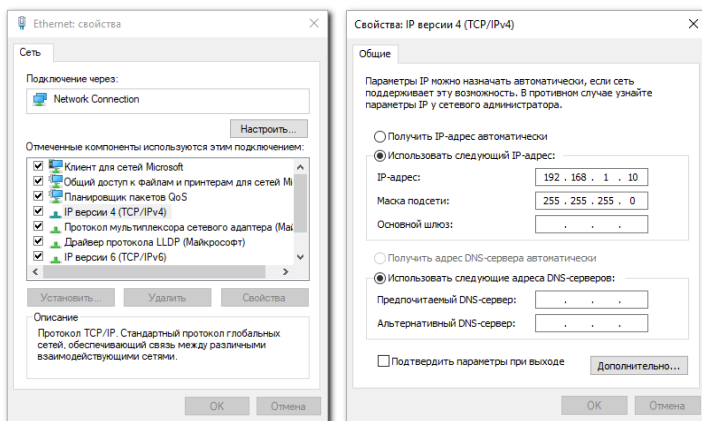 Ethernet: свойства
Сеть
Подключение через:
Network Connection
Настроить...
Отмеченные компоненты используются этим подключением:
Клиент для сетей Microsoft
Общий доступ к файлам и принтерам для сетей Mi
Планировщик пакетов QoS
IP версии 4 (TCP/IPv4)
Протокол мультиплексора сетевого адаптера (Май
Драйвер протокола LLDP (Майкрософт)
IP версии 6 (TCP/IPv6)
Установить...
Удалить
Свойства
Описание
Протокол TCP/IP. Стандартный протокол глобальных
сетей, обеспечивающий связь между различными
взаимодействующими сетями.
OK
Отмена
Свойства: IP версии 4 (TCP/IPv4)
Общие
Параметры IP можно назначать автоматически, если сеть
поддерживает эту возможность. В противном случае узнайте
параметры IP у сетевого администратора.
Получить IP-адрес автоматически
Использовать следующий IP-адрес:
IP-адрес:
192 . 168 . 1 . 10
Маска подсети:
255 . 255 . 255 . 0
Основной шлюз:
. . .
Получить адрес DNS-сервера автоматически
Использовать следующие адреса DNS-серверов:
Предпочитаемый DNS-сервер:
. . .
Альтернативный DNS-сервер:
. . .
Подтвердить параметры при выходе
Дополнительно...
OK
Отмена